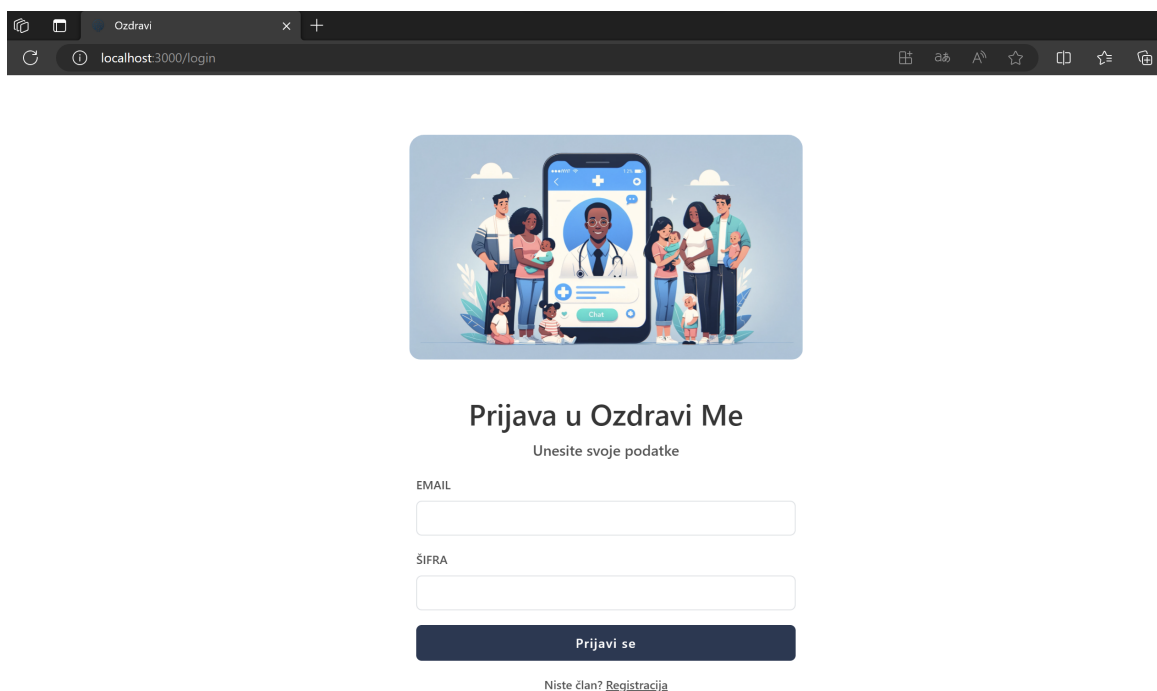 Ozdravi
localhost:3000/login
Chat
Prijava u Ozdravi Me
Unesite svoje podatke
EMAIL
ŠIFRA
Prijavi se
Niste član? Registracija